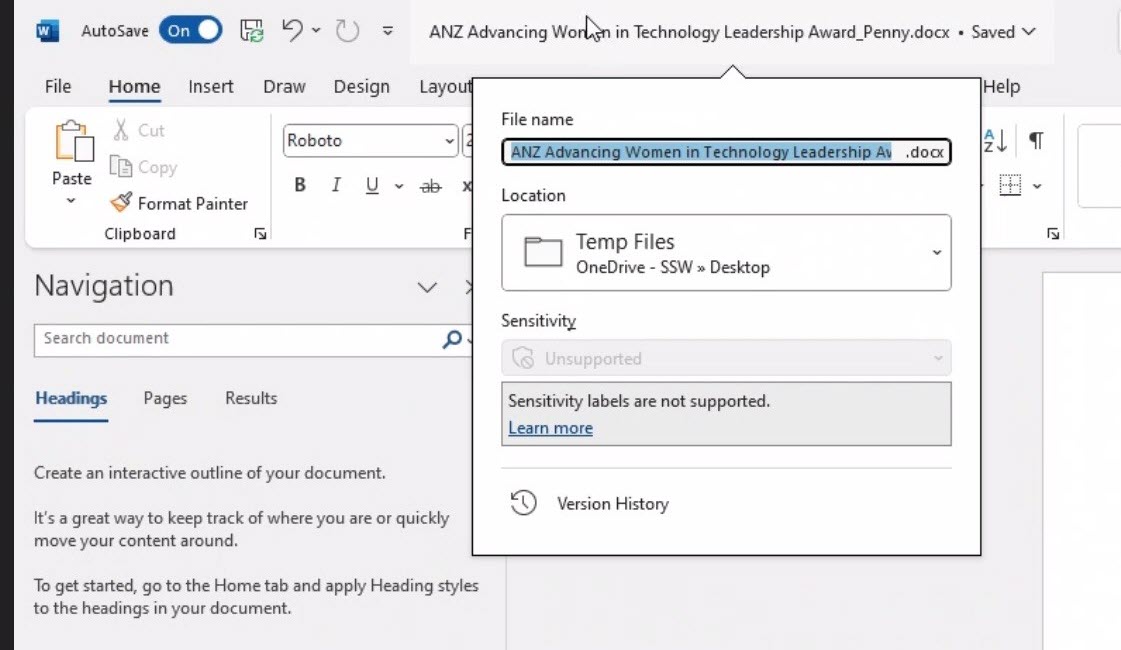 AutoSave On ANZ Advancing Women in Technology Leadership Award_Penny.docx • Saved
File Home Insert Draw Design Layout Help
File name
ANZ Advancing Women in Technology Leadership Av .docx
Location
Temp Files
OneDrive - SSW » Desktop
Sensitivity
Unsupported
Sensitivity labels are not supported.
Learn more
Version History
Paste
Cut
Copy
Format Painter
Clipboard
Roboto
B I U ab x
A
Z
¶
Navigation
Search document
Headings Pages Results
Create an interactive outline of your document.
It's a great way to keep track of where you are or quickly
move your content around.
To get started, go to the Home tab and apply Heading styles
to the headings in your document.